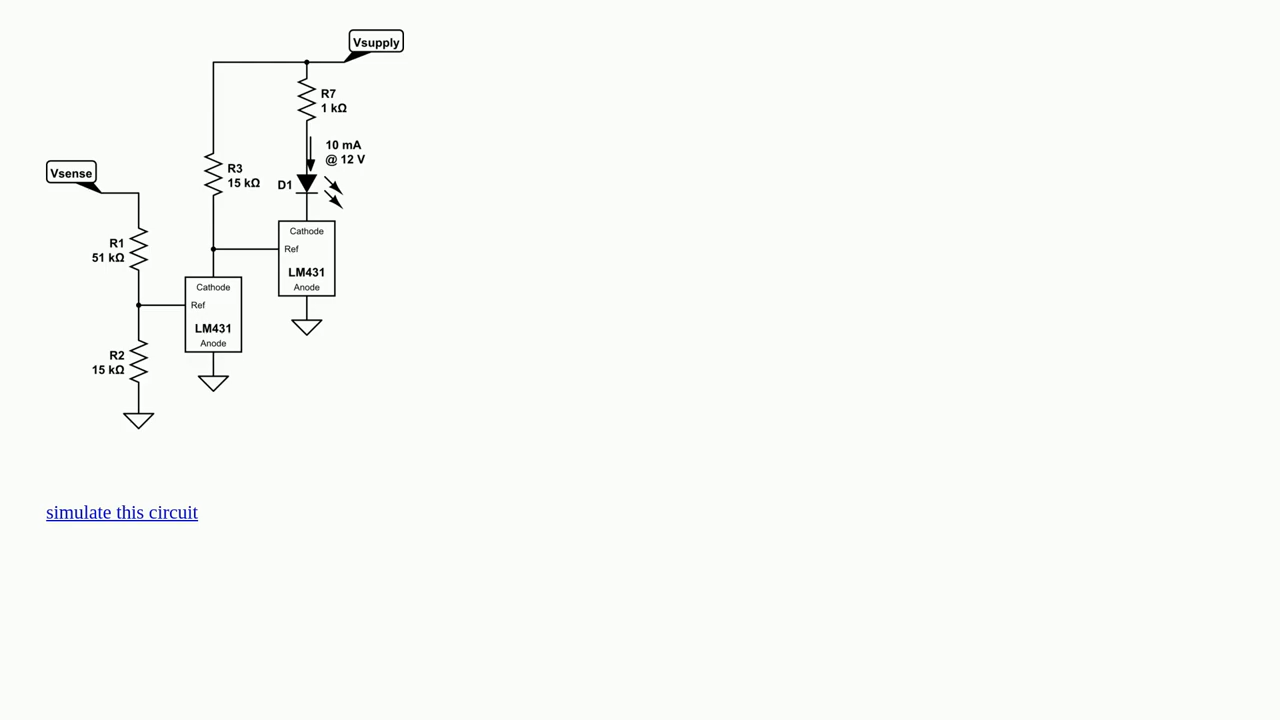 Vsupply
R7
1 kΩ
10 mA
@ 12 V
Vsense
R3
15 kΩ
D1
Cathode
Ref
LM431
Anode
R1
51 kΩ
Cathode
Ref
LM431
Anode
R2
15 kΩ
simulate this circuit